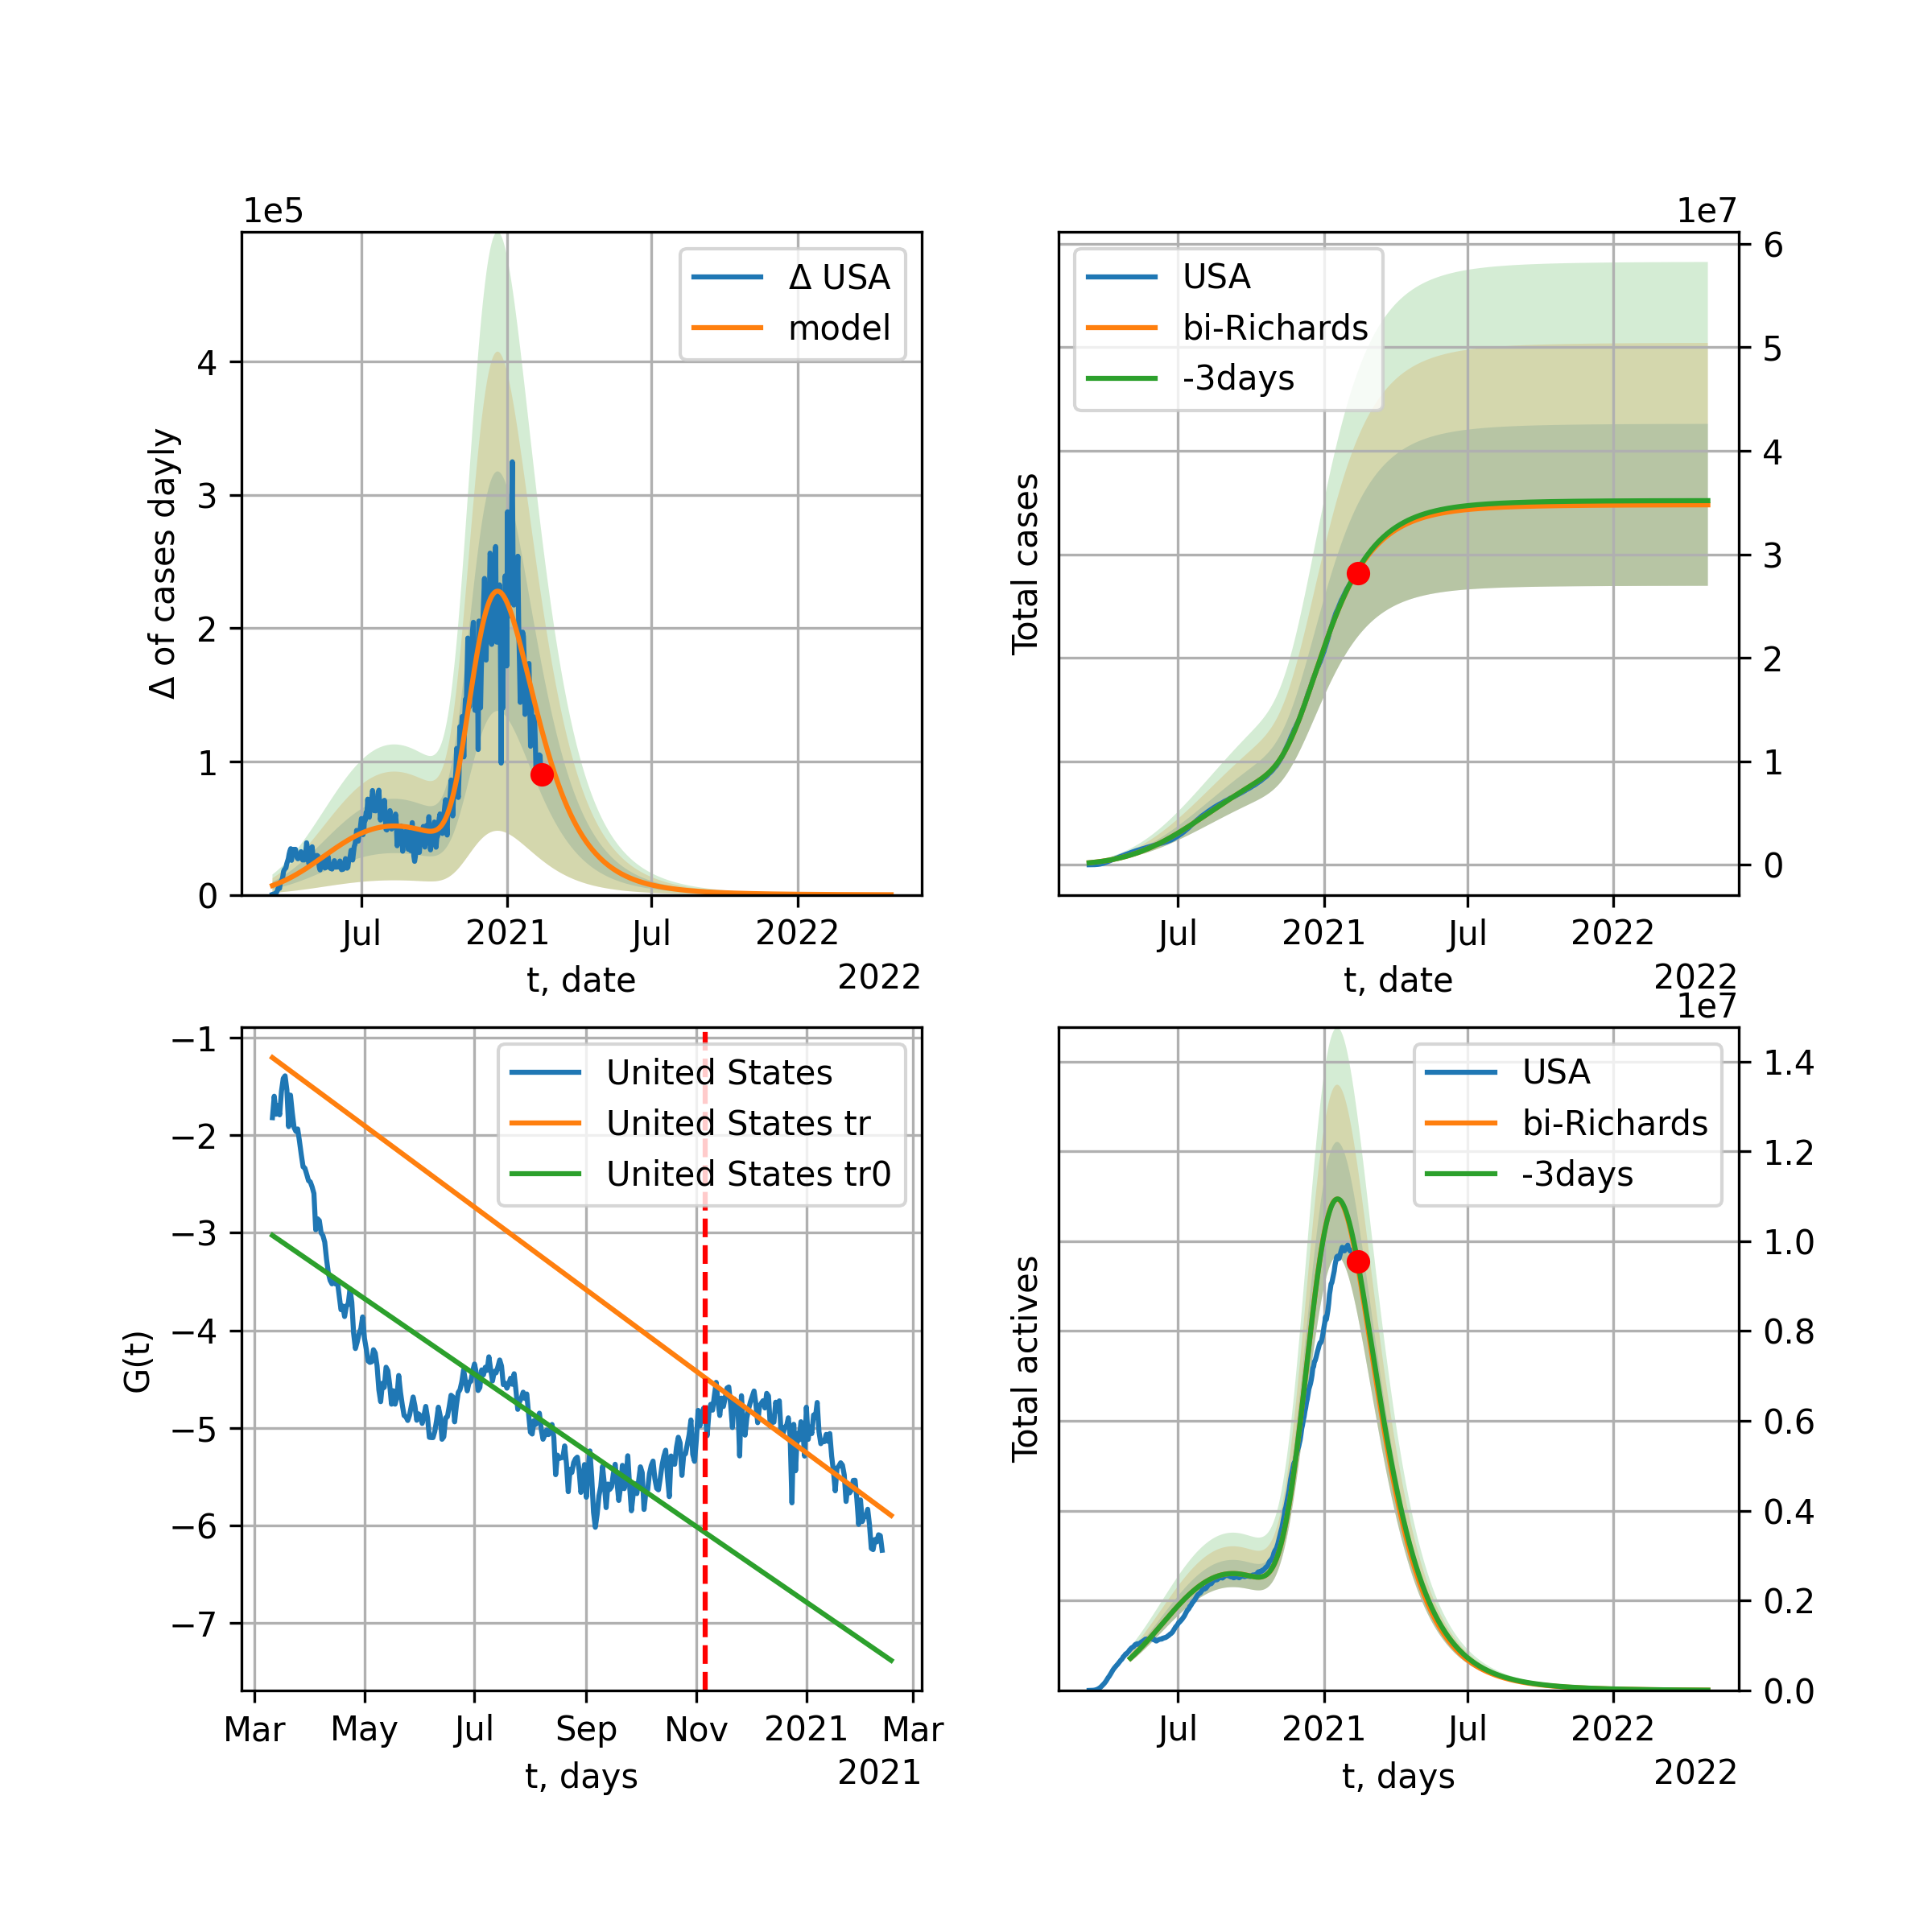 1e5
Δ USA
model
4
3
2
1
0
Δ of cases dayly
Jul 2021 Jul 2022
t, date
2022
1e7
USA
bi-Richards
-3days
6
5
4
3
2
1
0
Total cases
Jul 2021 Jul 2022
t, date
2022
United States
United States tr
United States tr0
−1
−2
−3
−4
−5
−6
−7
G(t)
Mar May Jul Sep Nov 2021 Mar
t, days
2021
1e7
USA
bi-Richards
-3days
1.4
1.2
1.0
0.8
0.6
0.4
0.2
0.0
Total actives
Jul 2021 Jul 2022
t, days
2022